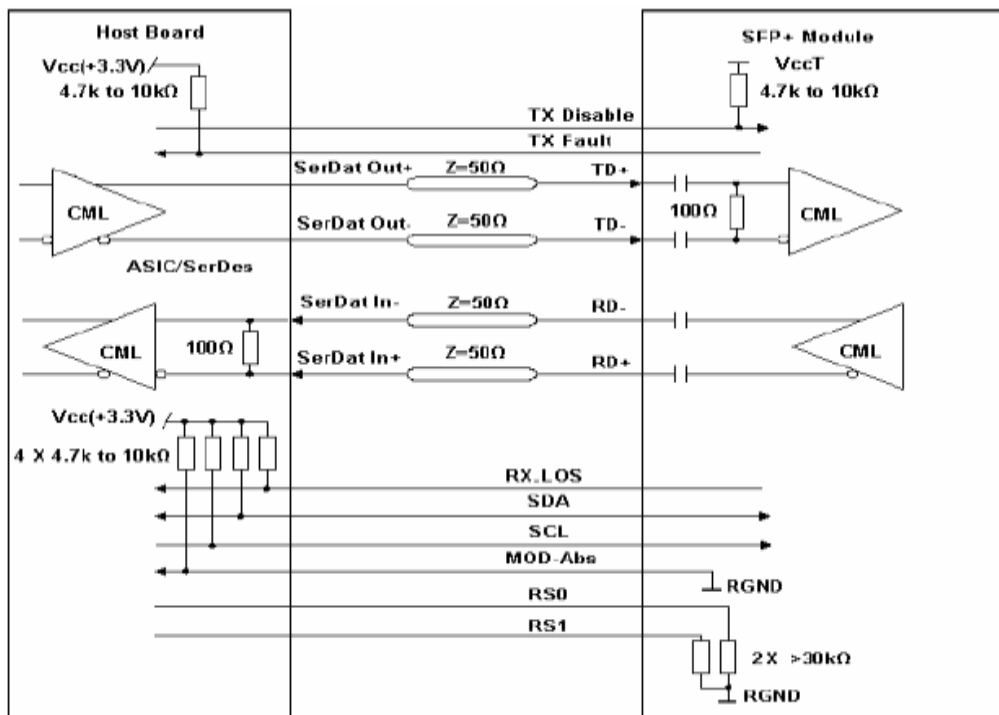 Host Board
SFP+ Module
Vcc(+3.3V)
4.7k to 10kΩ
VccT
4.7k to 10kΩ
TX Disable
TX Fault
SerDat Out+
Z=50Ω
TD+
CML
100Ω
CML
SerDat Out-
Z=50Ω
TD-
ASIC/SerDes
SerDat In-
Z=50Ω
RD-
CML
100Ω
CML
SerDat In+
Z=50Ω
RD+
Vcc(+3.3V)
4 X 4.7k to 10kΩ
RX_LOS
SDA
SCL
MOD-Abs
RGND
RS0
RS1
2X >30kΩ
RGND